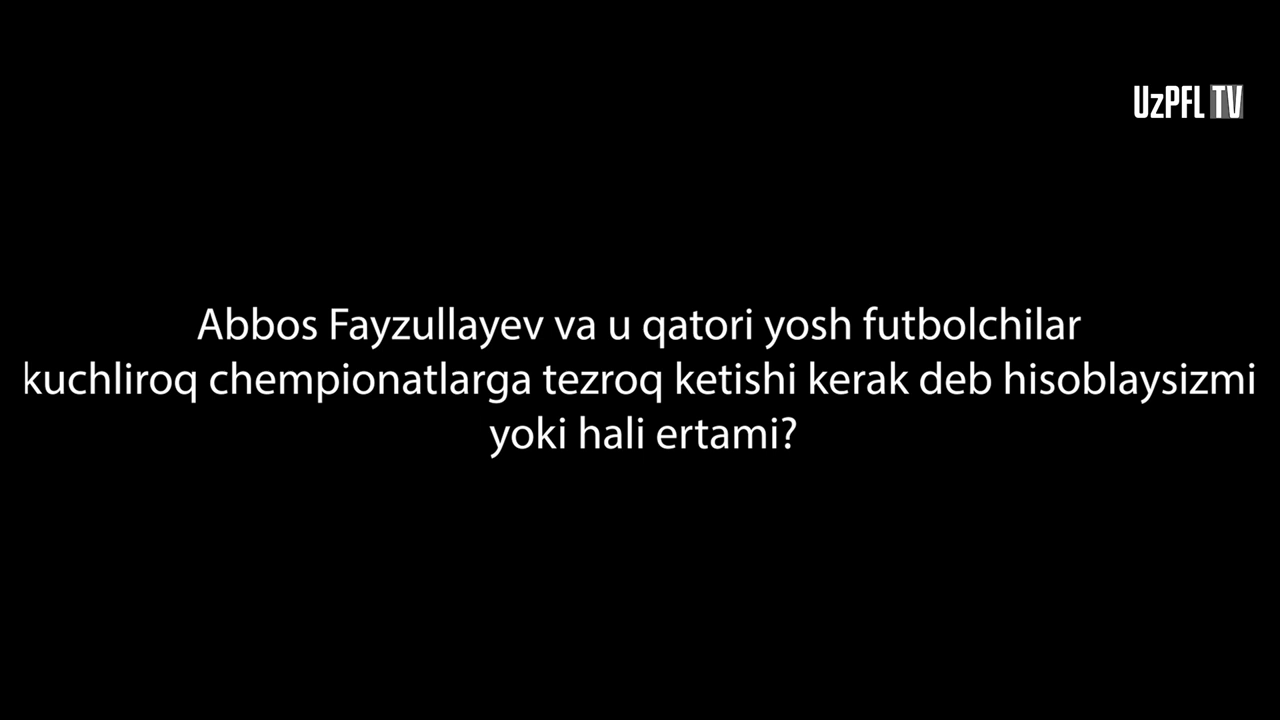 UzPFL TV
Abbos Fayzullayev va u qatori yosh futbolchilar
kuchliroq chempionatlarga tezroq ketishi kerak deb hisoblaysizmi
yoki hali ertami?